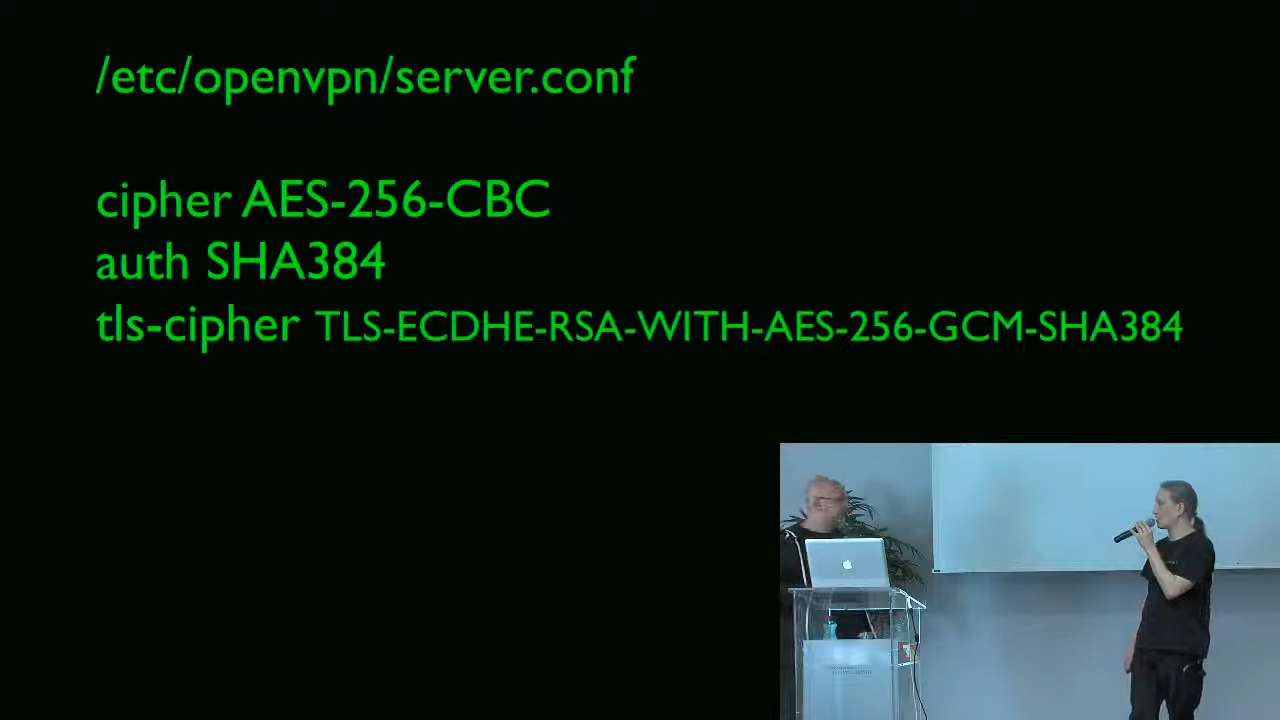 /etc/openvpn/server.conf
cipher AES-256-CBC
auth SHA384
tls-cipher TLS-ECDHE-RSA-WITH-AES-256-GCM-SHA384